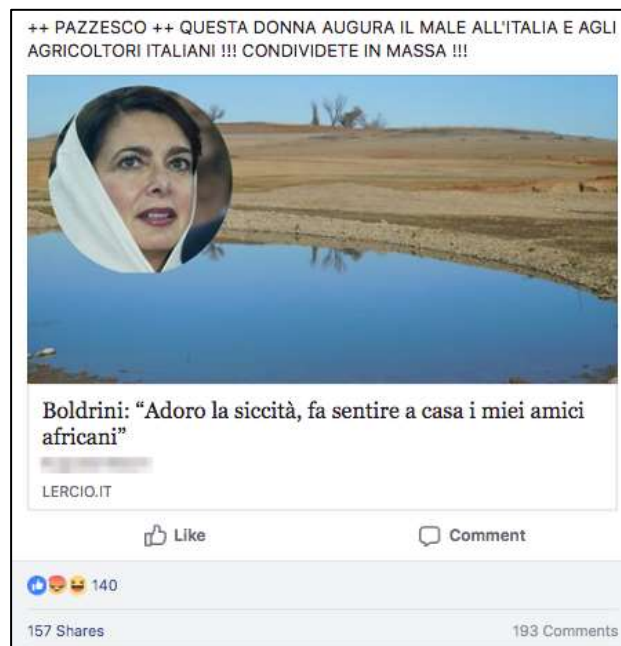 ++ PAZZESCO ++ QUESTA DONNA AUGURA IL MALE ALL'ITALIA E AGLI
AGRICOLTORI ITALIANI !!! CONDIVIDETE IN MASSA !!!
Boldrini: “Adoro la siccità, fa sentire a casa i miei amici
africani”
LERCIO.IT
Like Comment
140
157 Shares 193 Comments